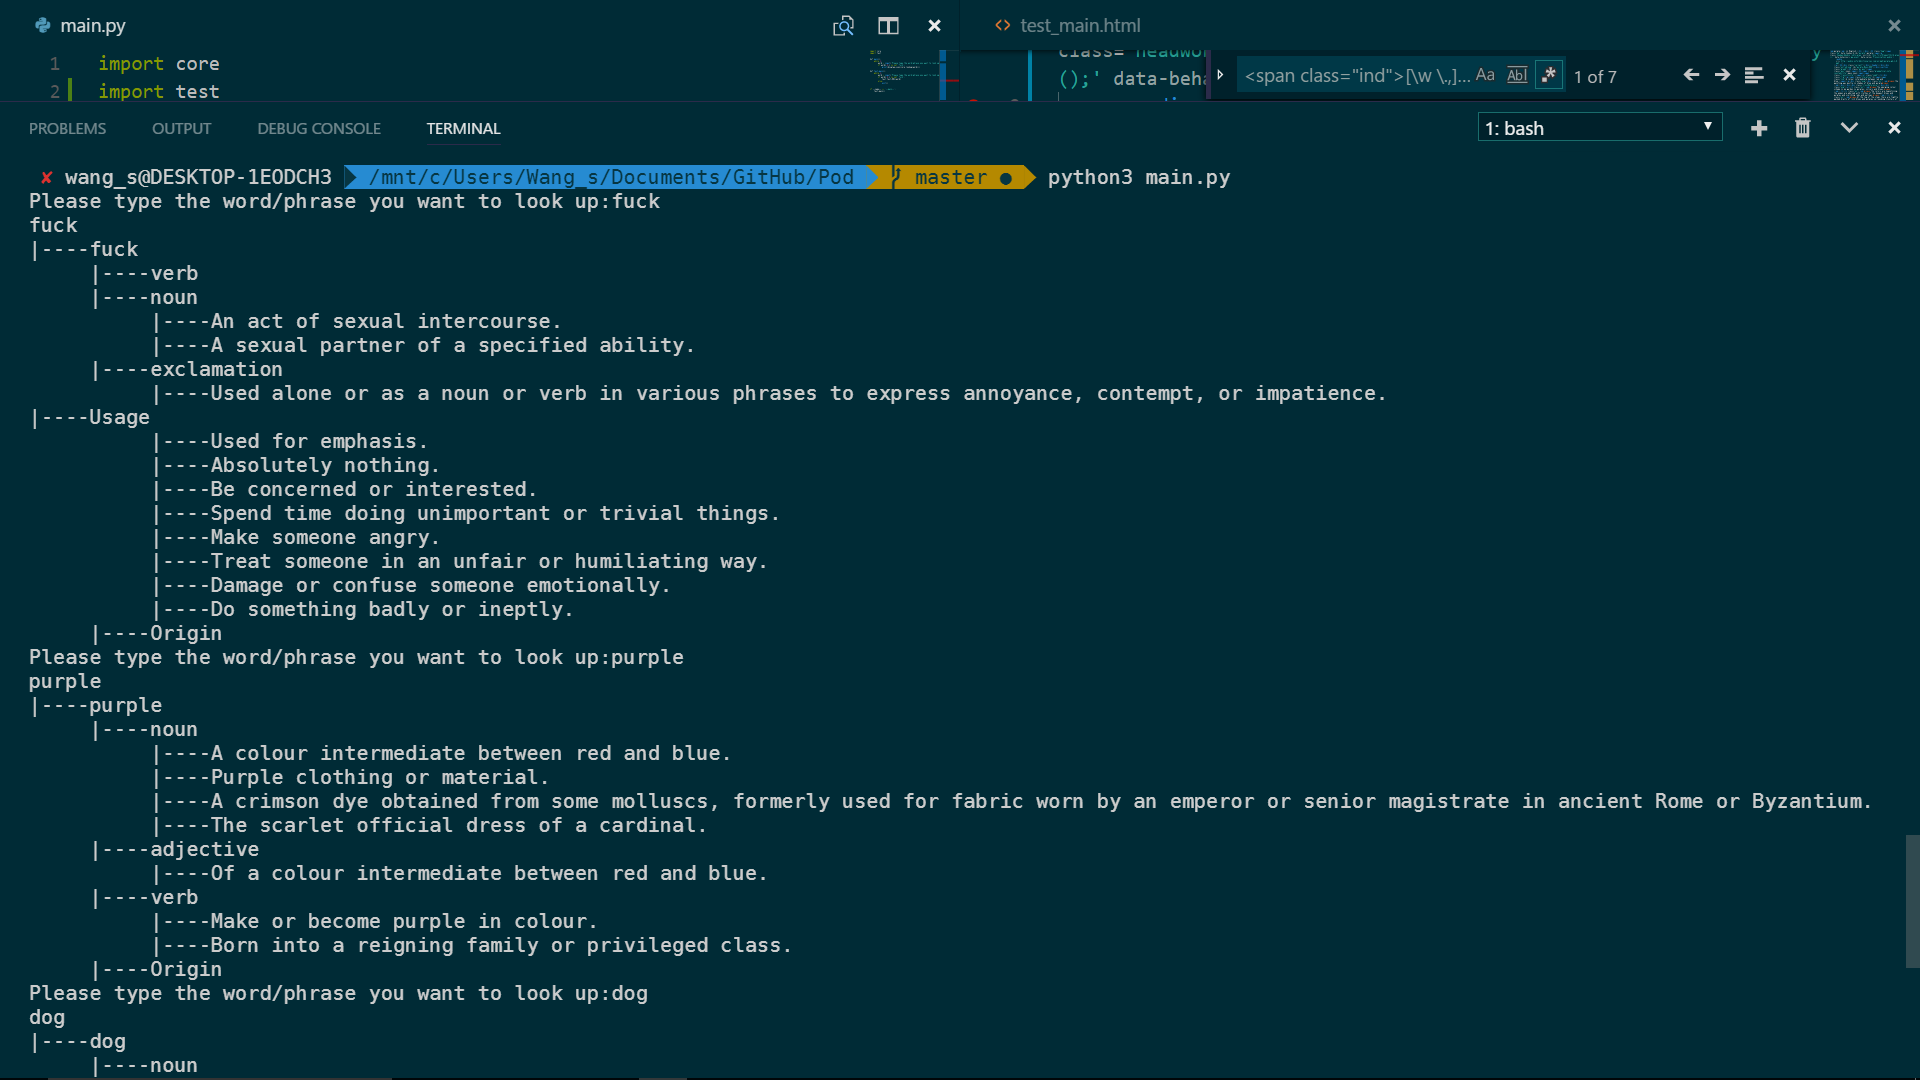 main.py
test_main.html
1 import core
2 import test
();' data-beha
<span class="ind">[\w \.,]... Aa Abl .* 1 of 7
PROBLEMS OUTPUT DEBUG CONSOLE TERMINAL 1: bash
✘ wang_s@DESKTOP-1EODCH3 /mnt/c/Users/Wang_s/Documents/GitHub/Pod master ● python3 main.py
Please type the word/phrase you want to look up:fuck
fuck
|----fuck
|----verb
|----noun
|----An act of sexual intercourse.
|----A sexual partner of a specified ability.
|----exclamation
|----Used alone or as a noun or verb in various phrases to express annoyance, contempt, or impatience.
|----Usage
|----Used for emphasis.
|----Absolutely nothing.
|----Be concerned or interested.
|----Spend time doing unimportant or trivial things.
|----Make someone angry.
|----Treat someone in an unfair or humiliating way.
|----Damage or confuse someone emotionally.
|----Do something badly or ineptly.
|----Origin
Please type the word/phrase you want to look up:purple
purple
|----purple
|----noun
|----A colour intermediate between red and blue.
|----Purple clothing or material.
|----A crimson dye obtained from some molluscs, formerly used for fabric worn by an emperor or senior magistrate in ancient Rome or Byzantium.
|----The scarlet official dress of a cardinal.
|----adjective
|----Of a colour intermediate between red and blue.
|----verb
|----Make or become purple in colour.
|----Born into a reigning family or privileged class.
|----Origin
Please type the word/phrase you want to look up:dog
dog
|----dog
|----noun